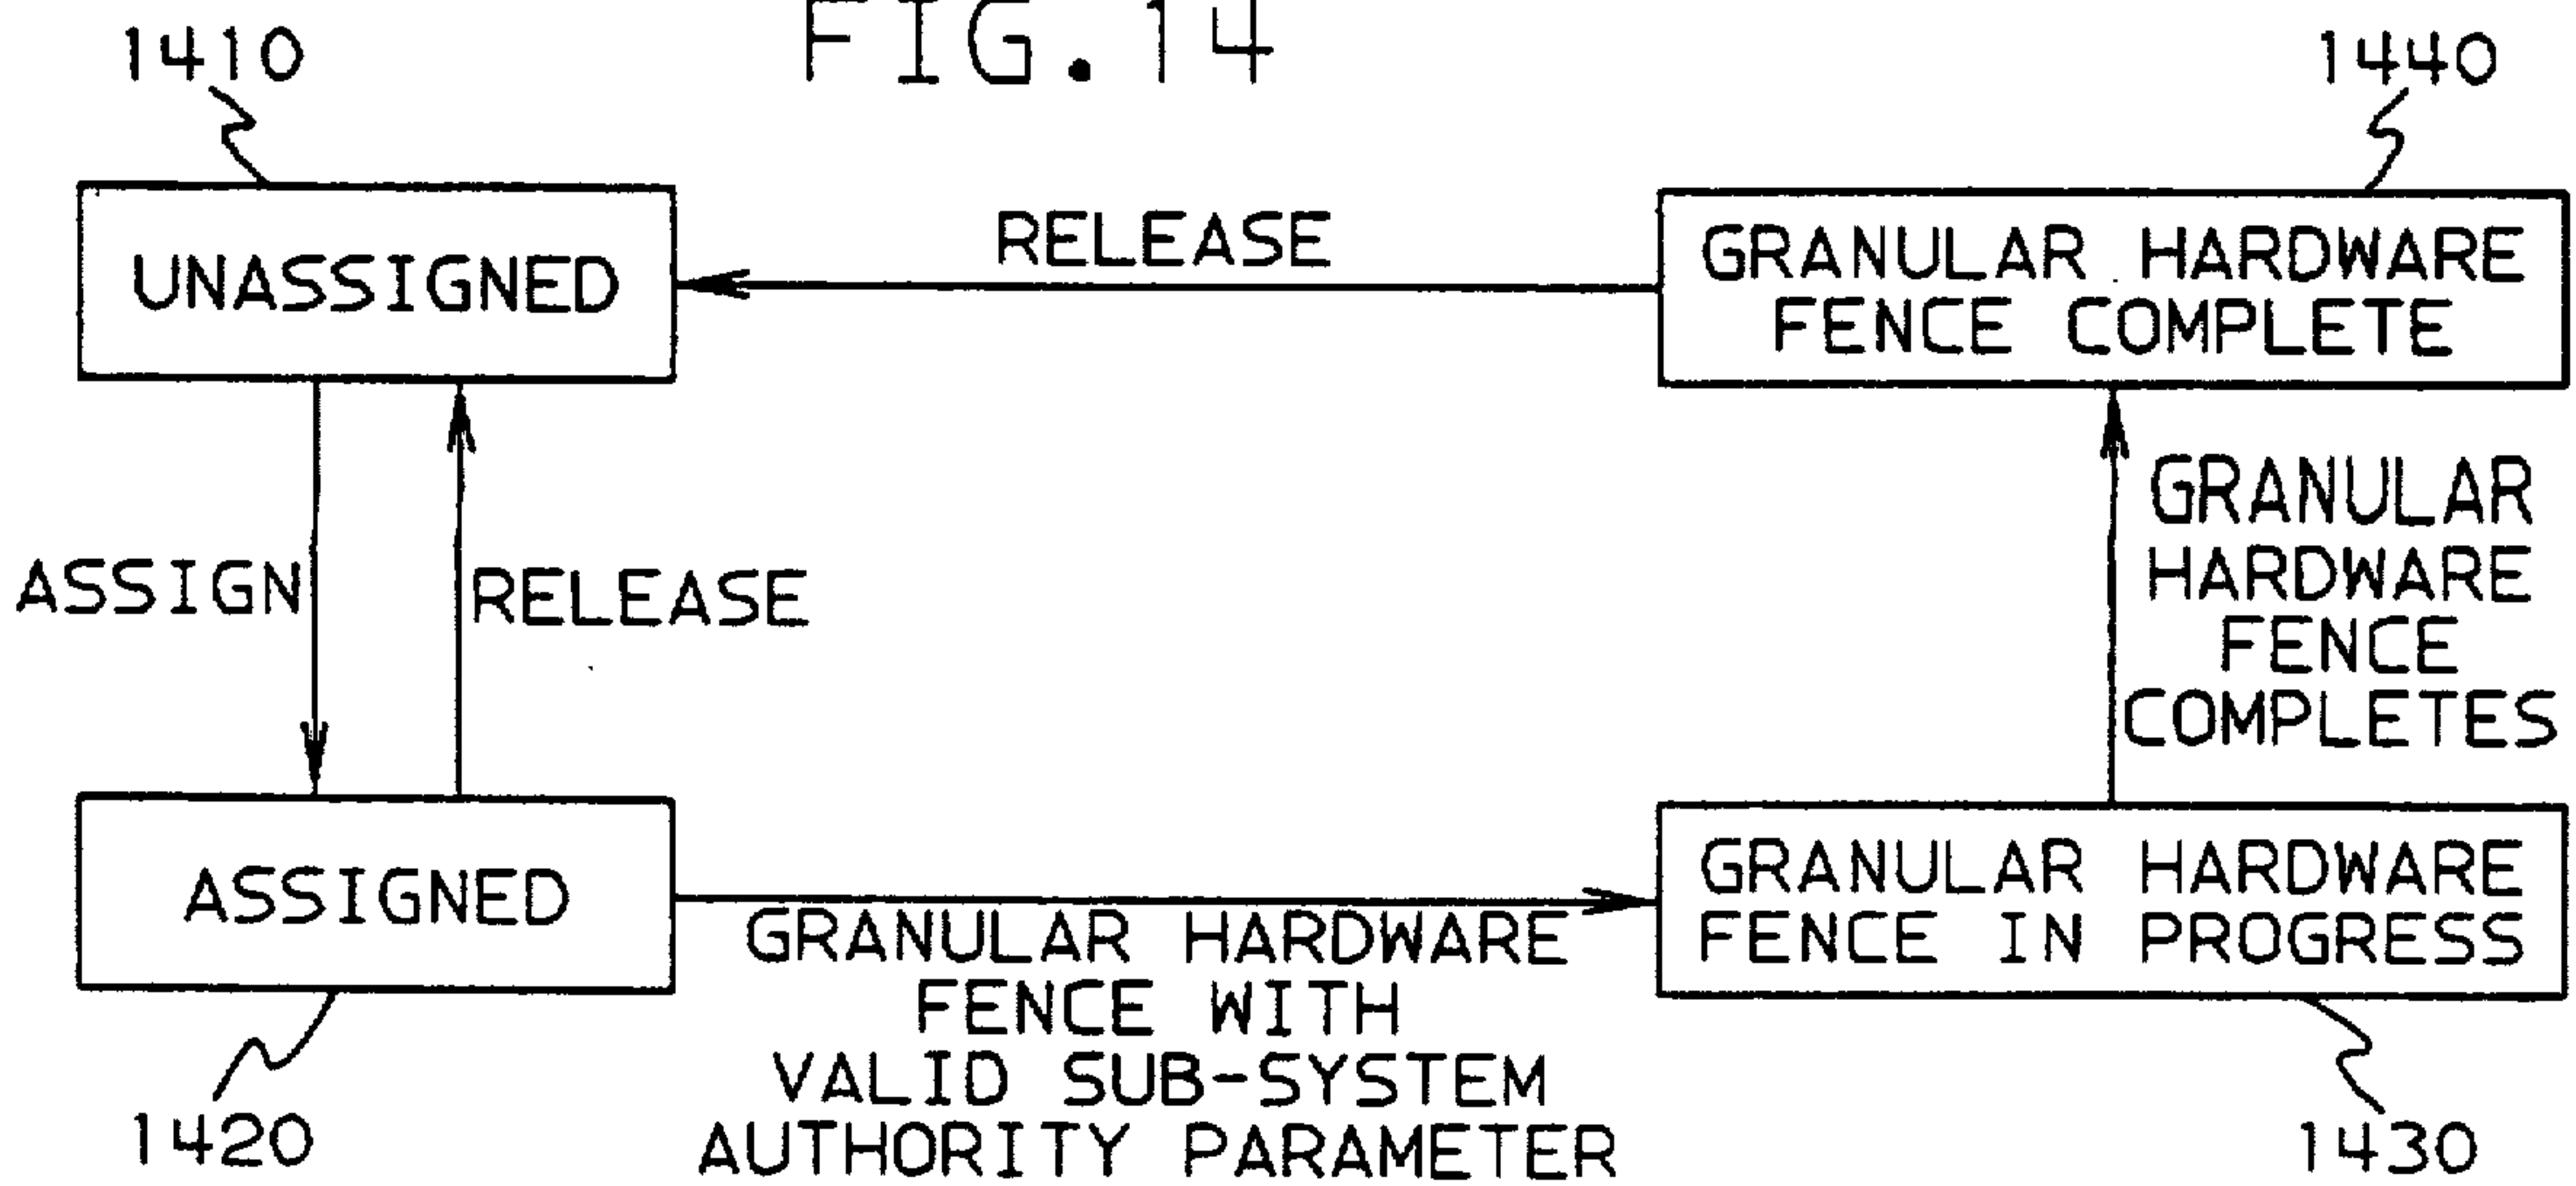 FIG.14
1410
1440
UNASSIGNED
RELEASE
GRANULAR HARDWARE
FENCE COMPLETE
ASSIGN
RELEASE
GRANULAR
HARDWARE
FENCE
COMPLETES
ASSIGNED
GRANULAR HARDWARE
FENCE WITH
VALID SUB-SYSTEM
AUTHORITY PARAMETER
GRANULAR HARDWARE
FENCE IN PROGRESS
1420
1430